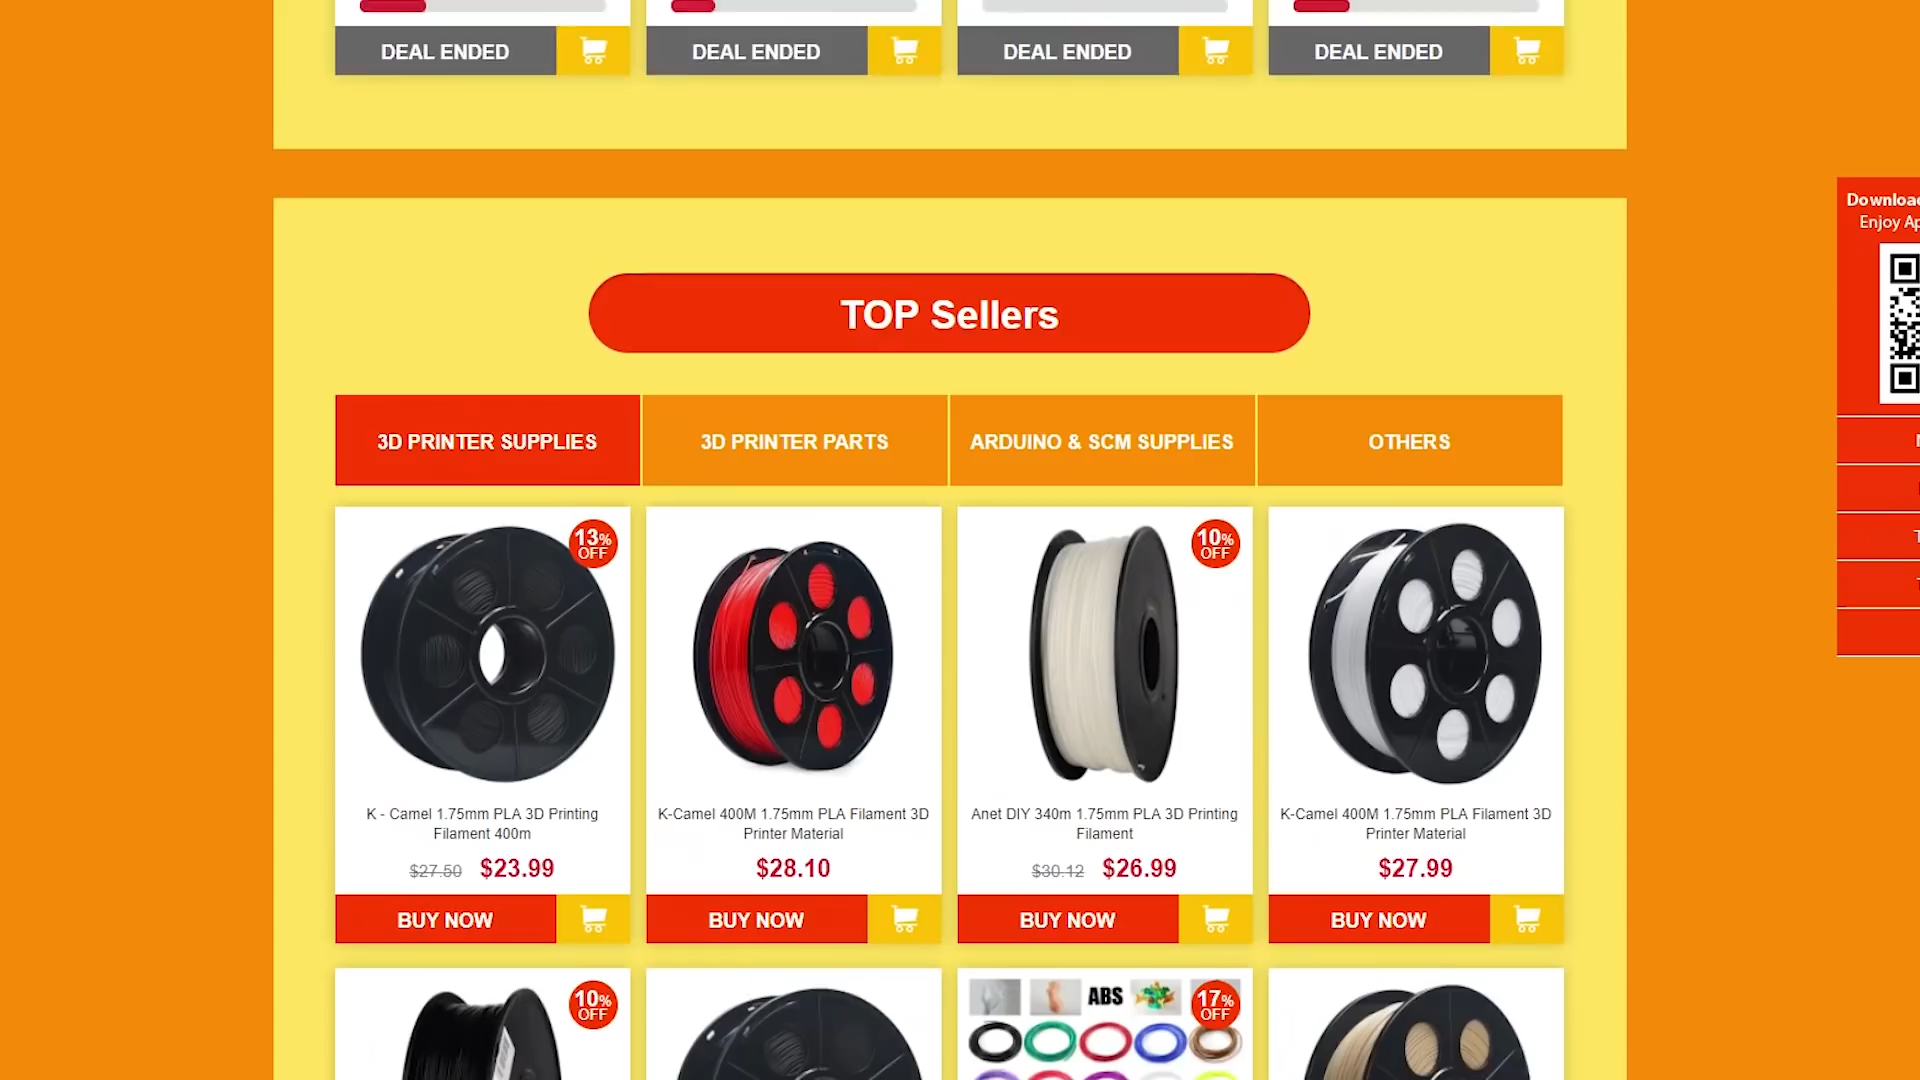 DEAL ENDED
DEAL ENDED
DEAL ENDED
DEAL ENDED
TOP Sellers
3D PRINTER SUPPLIES
3D PRINTER PARTS
ARDUINO & SCM SUPPLIES
OTHERS
13%
OFF
10%
OFF
K - Camel 1.75mm PLA 3D Printing
Filament 400m
$27.50 $23.99
K-Camel 400M 1.75mm PLA Filament 3D
Printer Material
$28.10
Anet DIY 340m 1.75mm PLA 3D Printing
Filament
$30.12 $26.99
K-Camel 400M 1.75mm PLA Filament 3D
Printer Material
$27.99
BUY NOW
BUY NOW
BUY NOW
BUY NOW
10%
OFF
ABS
17%
OFF
Download
Enjoy Ap